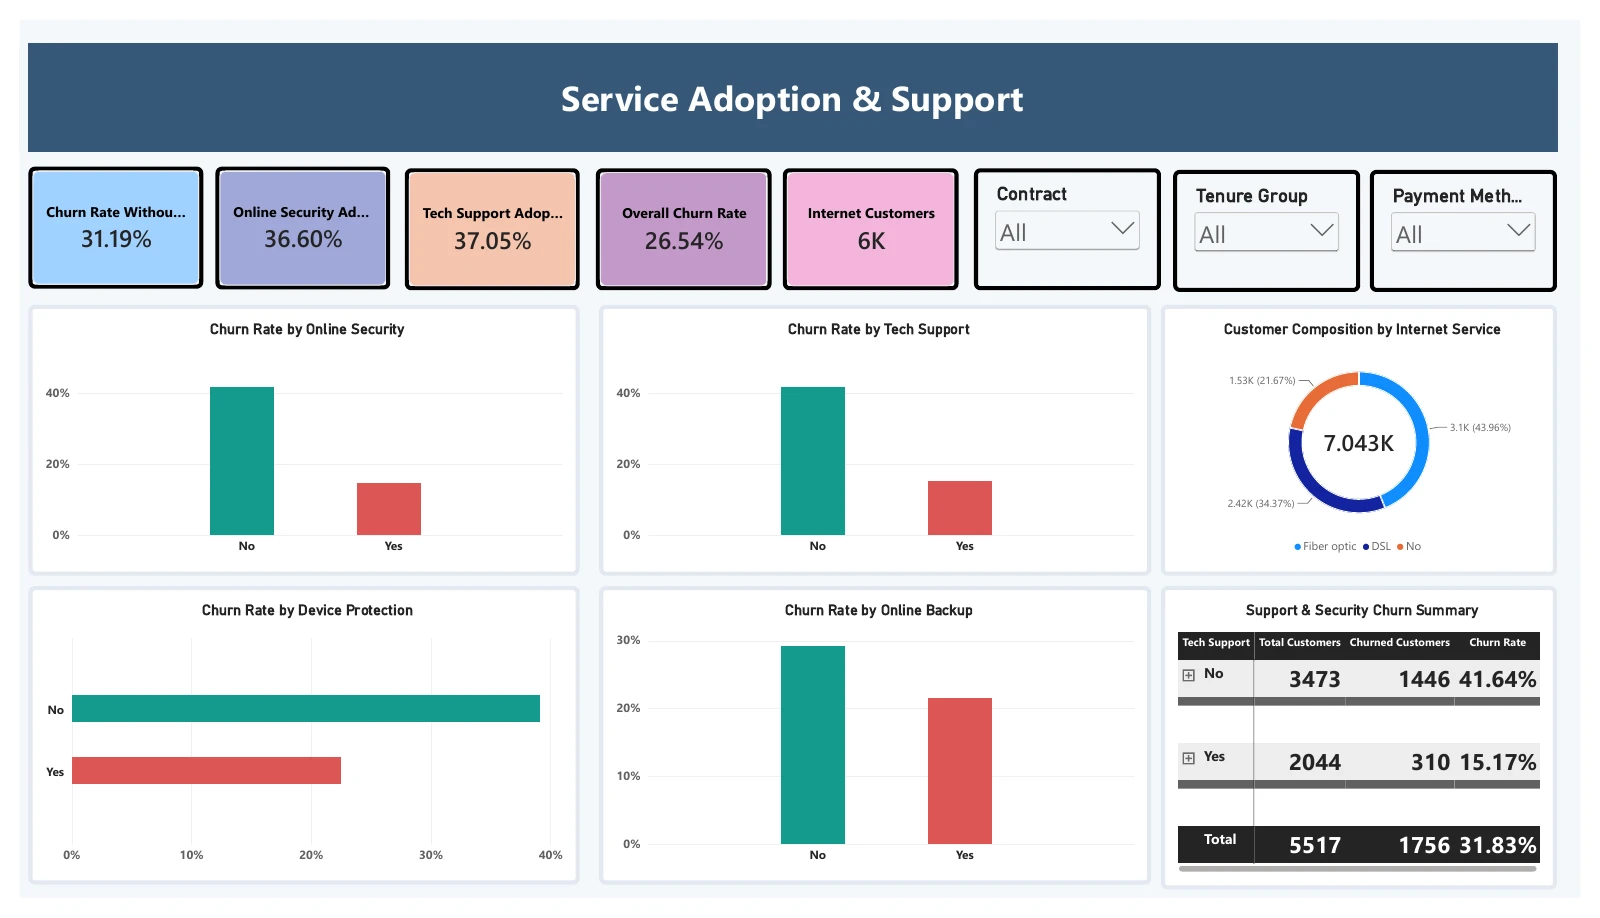 Service Adoption & Support
Churn Rate Withou...
31.19%
Online Security Ad...
36.60%
Tech Support Adop...
37.05%
Overall Churn Rate
26.54%
Internet Customers
6K
Contract
All
Tenure Group
All
Payment Meth...
All
Churn Rate by Online Security
40%
20%
0%
No
Yes
Churn Rate by Tech Support
40%
20%
0%
No
Yes
Customer Composition by Internet Service
1.53K (21.67%)
3.1K (43.96%)
7.043K
2.42K (34.37%)
Fiber optic DSL No
Churn Rate by Device Protection
No
Yes
0% 10% 20% 30% 40%
Churn Rate by Online Backup
30%
20%
10%
0%
No
Yes
Support & Security Churn Summary
Tech Support Total Customers Churned Customers Churn Rate
No 3473 1446 41.64%
Yes 2044 310 15.17%
Total 5517 1756 31.83%